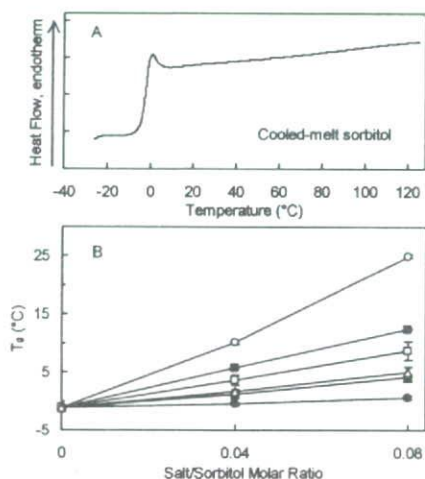 A
Heat Flow, endotherm
Cooled-melt sorbitol
-40 -20 0 20 40 60 80 100 120
Temperature (°C)
B
25
15
5
-5
Tg (°C)
0 0.04 0.08
Salt/Sorbitol Molar Ratio